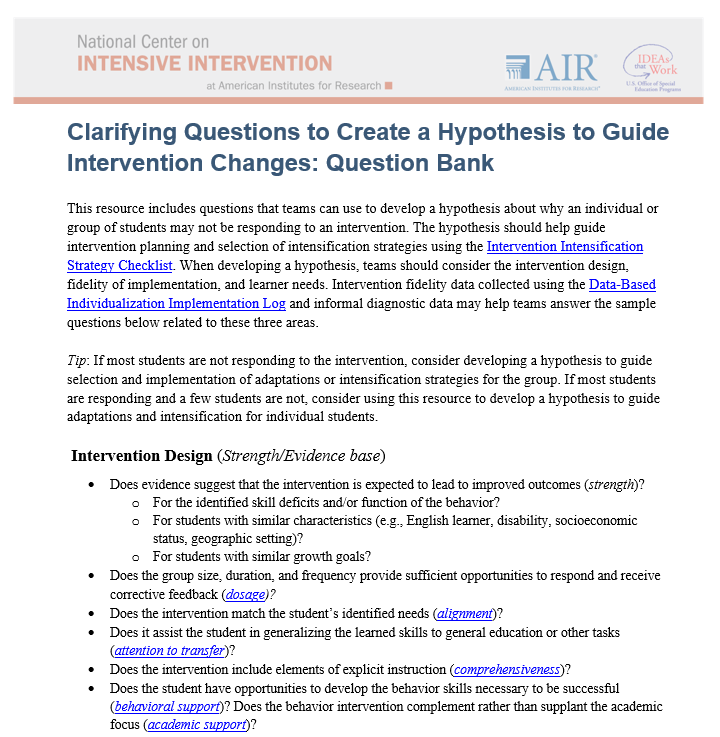 National Center on
INTENSIVE INTERVENTION
at American Institutes for Research
AIR®
AMERICAN INSTITUTES FOR RESEARCH®
IDEAs
that Work
U.S. Office of Special
Education Programs
Clarifying Questions to Create a Hypothesis to Guide
Intervention Changes: Question Bank
This resource includes questions that teams can use to develop a hypothesis about why an individual or
group of students may not be responding to an intervention. The hypothesis should help guide
intervention planning and selection of intensification strategies using the Intervention Intensification
Strategy Checklist. When developing a hypothesis, teams should consider the intervention design,
fidelity of implementation, and learner needs. Intervention fidelity data collected using the Data-Based
Individualization Implementation Log and informal diagnostic data may help teams answer the sample
questions below related to these three areas.
Tip: If most students are not responding to the intervention, consider developing a hypothesis to guide
selection and implementation of adaptations or intensification strategies for the group. If most students
are responding and a few students are not, consider using this resource to develop a hypothesis to guide
adaptations and intensification for individual students.
Intervention Design (Strength/Evidence base)
• Does evidence suggest that the intervention is expected to lead to improved outcomes (strength)?
o For the identified skill deficits and/or function of the behavior?
o For students with similar characteristics (e.g., English learner, disability, socioeconomic
status, geographic setting)?
o For students with similar growth goals?
• Does the group size, duration, and frequency provide sufficient opportunities to respond and receive
corrective feedback (dosage)?
• Does the intervention match the student's identified needs (alignment)?
• Does it assist the student in generalizing the learned skills to general education or other tasks
(attention to transfer)?
• Does the intervention include elements of explicit instruction (comprehensiveness)?
• Does the student have opportunities to develop the behavior skills necessary to be successful
(behavioral support)? Does the behavior intervention complement rather than supplant the academic
focus (academic support)?